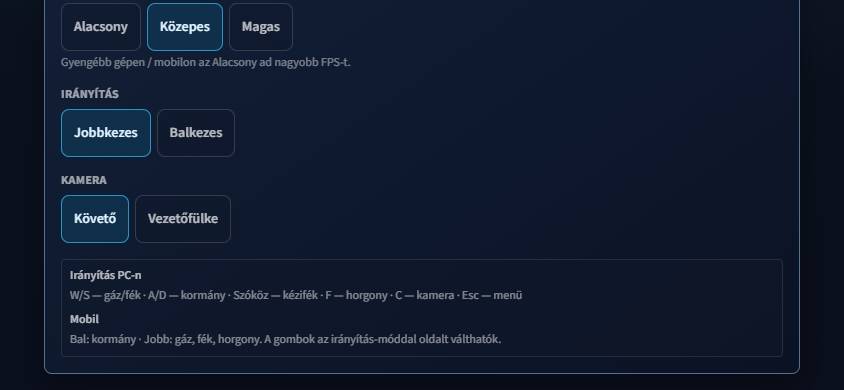 Alacsony Közepes Magas
Gyengébb gépen / mobilon az Alacsony ad nagyobb FPS-t.
IRÁNYÍTÁS
Jobbkezes Balkezes
KAMERA
Követő Vezetőfülke
Irányítás PC-n
W/S — gáz/fék · A/D — kormány · Szóköz — kézifék · F — horgony · C — kamera · Esc — menü
Mobil
Bal: kormány · Jobb: gáz, fék, horgony. A gombok az irányítás-móddal oldalt válthatók.